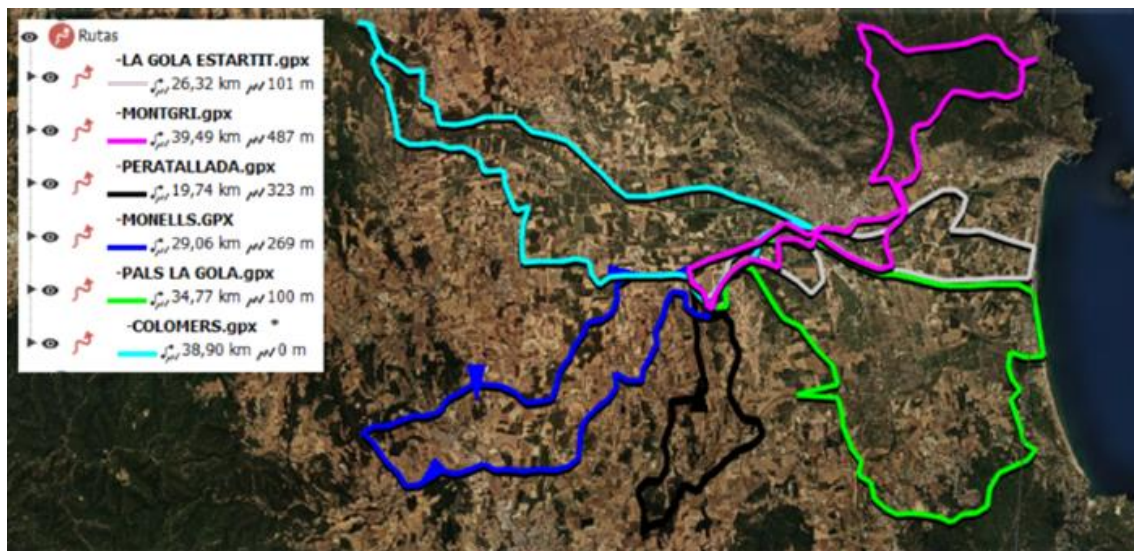 Rutas
-LA GOLA ESTARTIT.gpx
26,32 km 101 m
-MONTGRI.gpx
39,49 km 487 m
-PERATALLADA.gpx
19,74 km 323 m
-MONELLS.GPX
29,06 km 269 m
-PALS LA GOLA.gpx
34,77 km 100 m
-COLOMERS.gpx *
38,90 km 0 m